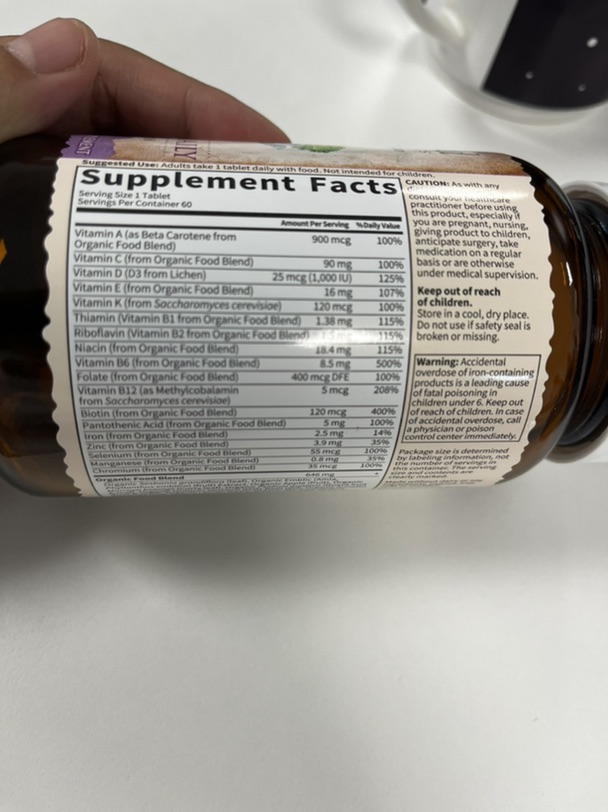 Suggested Use: Adults take 1 tablet daily with food. Not intended for children.
Supplement Facts
Serving Size 1 Tablet
Servings Per Container 60
Amount Per Serving %Daily Value
Vitamin A (as Beta Carotene from
Organic Food Blend) 900 mcg 100%
Vitamin C (from Organic Food Blend) 90 mg 100%
Vitamin D (D3 from Lichen) 25 mcg (1,000 IU) 125%
Vitamin E (from Organic Food Blend) 16 mg 107%
Vitamin K (from Saccharomyces cerevisiae) 120 mcg 100%
Thiamin (Vitamin B1 from Organic Food Blend) 1.38 mg 115%
Riboflavin (Vitamin B2 from Organic Food Blend) mg 115%
Niacin (from Organic Food Blend) 18.4 mg 115%
Vitamin B6 (from Organic Food Blend) 8.5 mg 500%
Folate (from Organic Food Blend) 400 mcg DFE 100%
Vitamin B12 (as Methylcobalamin 5 mcg 208%
from Saccharomyces cerevisiae)
Biotin (from Organic Food Blend) 120 mcg 400%
Pantothenic Acid (from Organic Food Blend) 5 mg 100%
Iron (from Organic Food Blend) 2.5 mg 14%
Zinc (from Organic Food Blend) 3.9 mg 35%
Selenium (from Organic Food Blend) 55 mcg 100%
Manganese (from Organic Food Blend) 0.8 mg 35%
Chromium (from Organic Food Blend) 35 mcg 100%
Organic Food Blend 646 mg
CAUTION: As with any
consult your healthcare
practitioner before using
this product, especially if
you are pregnant, nursing,
giving product to children,
anticipate surgery, take
medication on a regular
basis or are otherwise
under medical supervision.
Keep out of reach
of children.
Store in a cool, dry place.
Do not use if safety seal is
broken or missing.
Warning: Accidental
overdose of iron-containing
products is a leading cause
of fatal poisoning in
children under 6. Keep out
of reach of children. In case
of accidental overdose, call
a physician or poison
control center immediately.
Package size is determined
by labeling information, not
the number of servings in
this container. The serving
size and contents are
clearly marked.